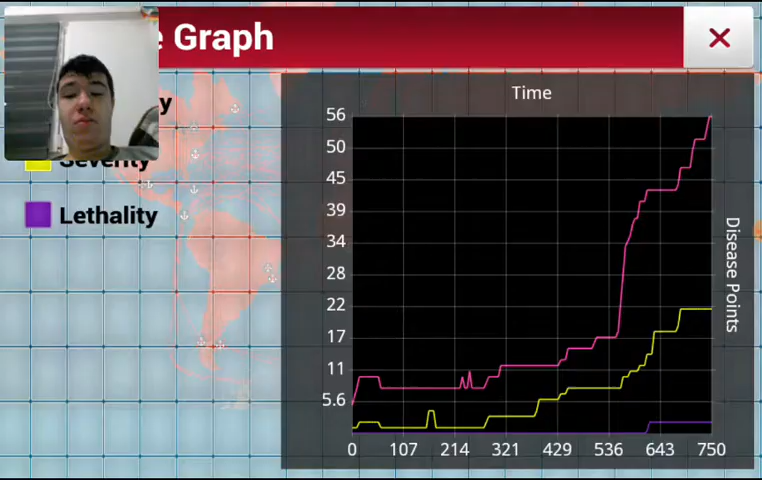 Graph
y
Severity
Lethality
Time
56
50
45
39
34
28
22
17
11
5.6
0 107 214 321 429 536 643 750
Disease Points